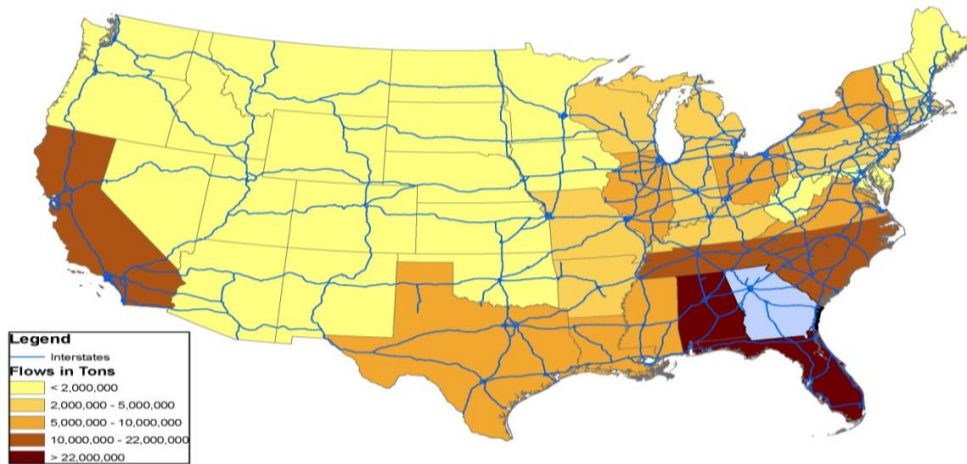 Legend
Interstates
Flows in Tons
< 2,000,000
2,000,000 - 5,000,000
5,000,000 - 10,000,000
10,000,000 - 22,000,000
> 22,000,000